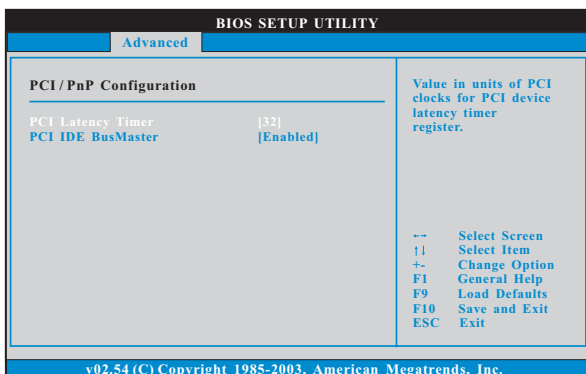 BIOS SETUP UTILITY
Advanced
PCI / PnP Configuration
PCI Latency Timer [32]
PCI IDE BusMaster [Enabled]
Value in units of PCI
clocks for PCI device
latency timer
register.
←→ Select Screen
↑↓ Select Item
+- Change Option
F1 General Help
F9 Load Defaults
F10 Save and Exit
ESC Exit
v02.54 (C) Copyright 1985-2003, American Megatrends, Inc.